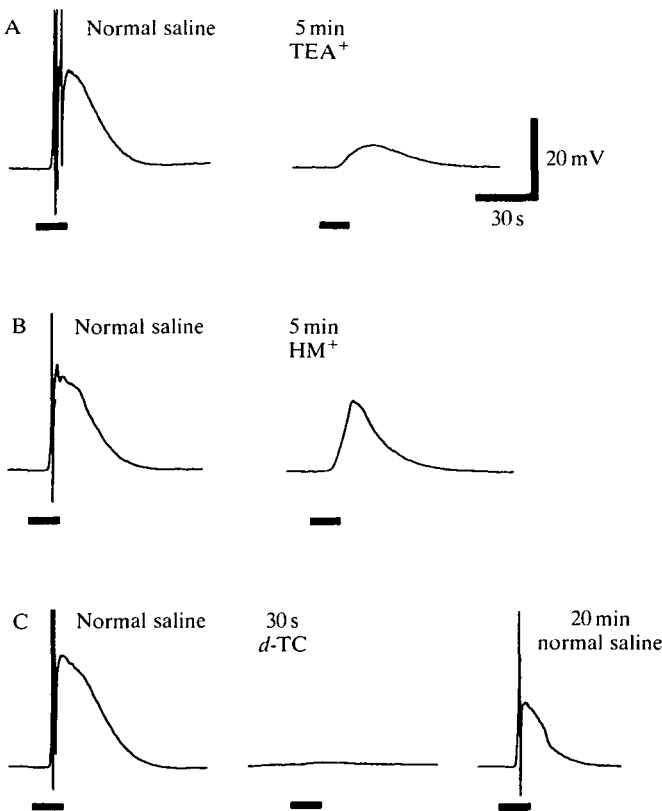 A
Normal saline
5 min
TEA⁺
20 mV
30 s
B
Normal saline
5 min
HM⁺
C
Normal saline
30 s
d-TC
20 min
normal saline